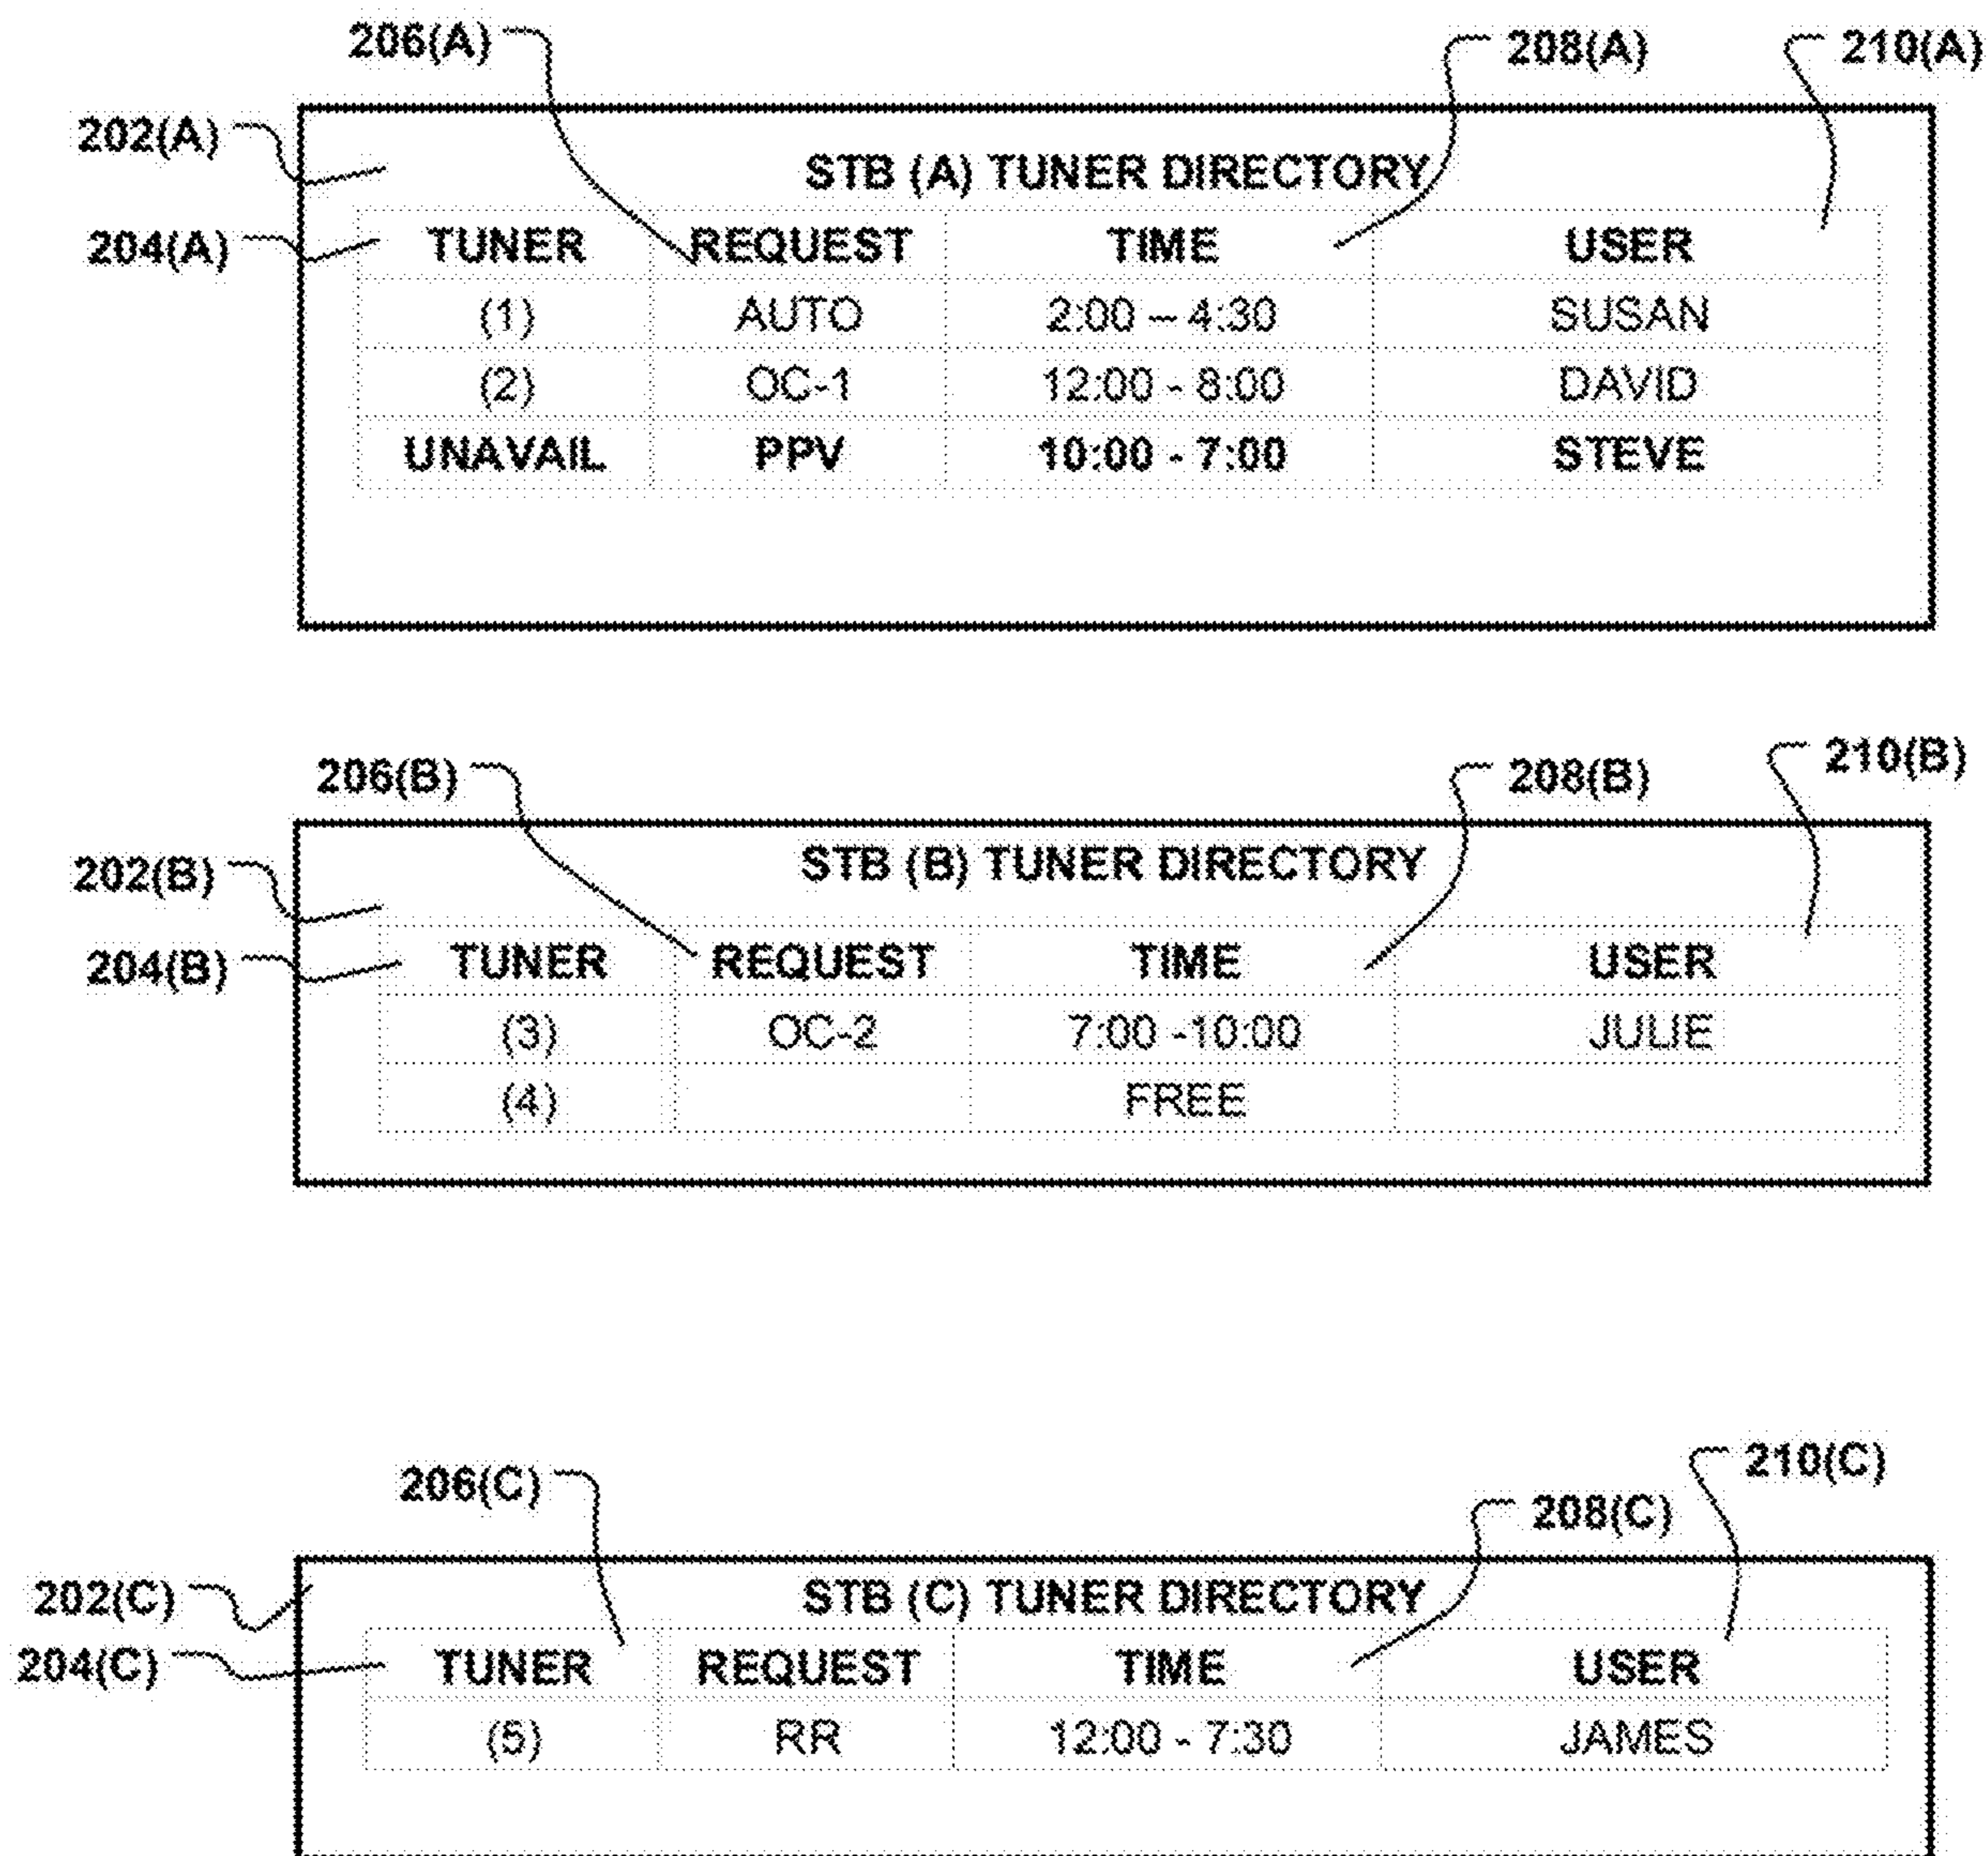 206(A) 208(A) 210(A)
202(A)
STB (A) TUNER DIRECTORY
204(A) TUNER REQUEST TIME USER
(1) AUTO 2:00 – 4:30 SUSAN
(2) OC-1 12:00 - 8:00 DAVID
UNAVAIL PPV 10:00 - 7:00 STEVE
206(B) 208(B) 210(B)
STB (B) TUNER DIRECTORY
202(B)
204(B) TUNER REQUEST TIME USER
(3) OC-2 7:00 -10:00 JULIE
(4) FREE
206(C) 208(C) 210(C)
202(C) STB (C) TUNER DIRECTORY
204(C) TUNER REQUEST TIME USER
(5) RR 12:00 - 7:30 JAMES